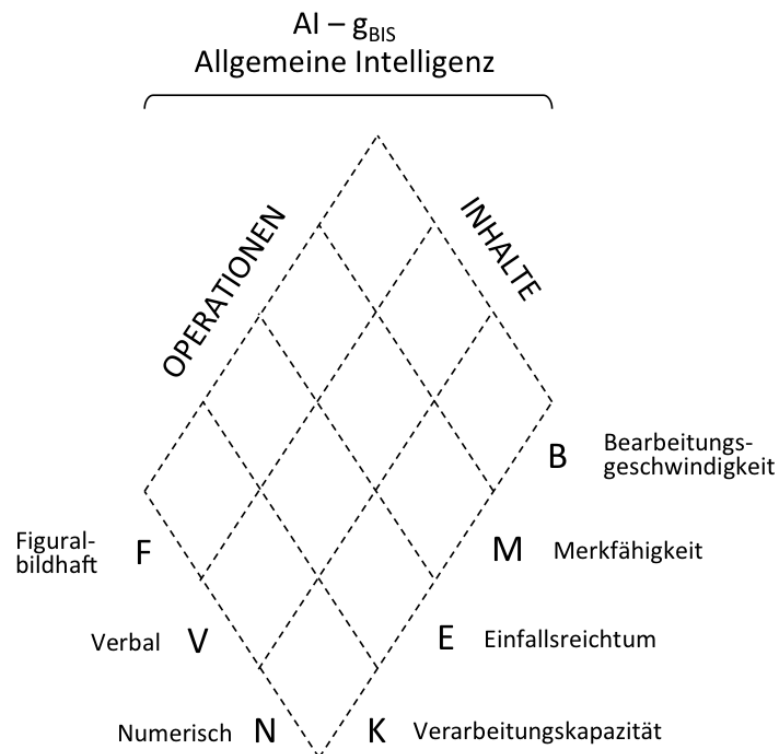 AI – gBIS
Allgemeine Intelligenz
OPERATIONEN
INHALTE
B Bearbeitungs-
geschwindigkeit
Figural-
bildhaft F
M Merkfähigkeit
Verbal V
E Einfallsreichtum
Numerisch N
K Verarbeitungskapazität